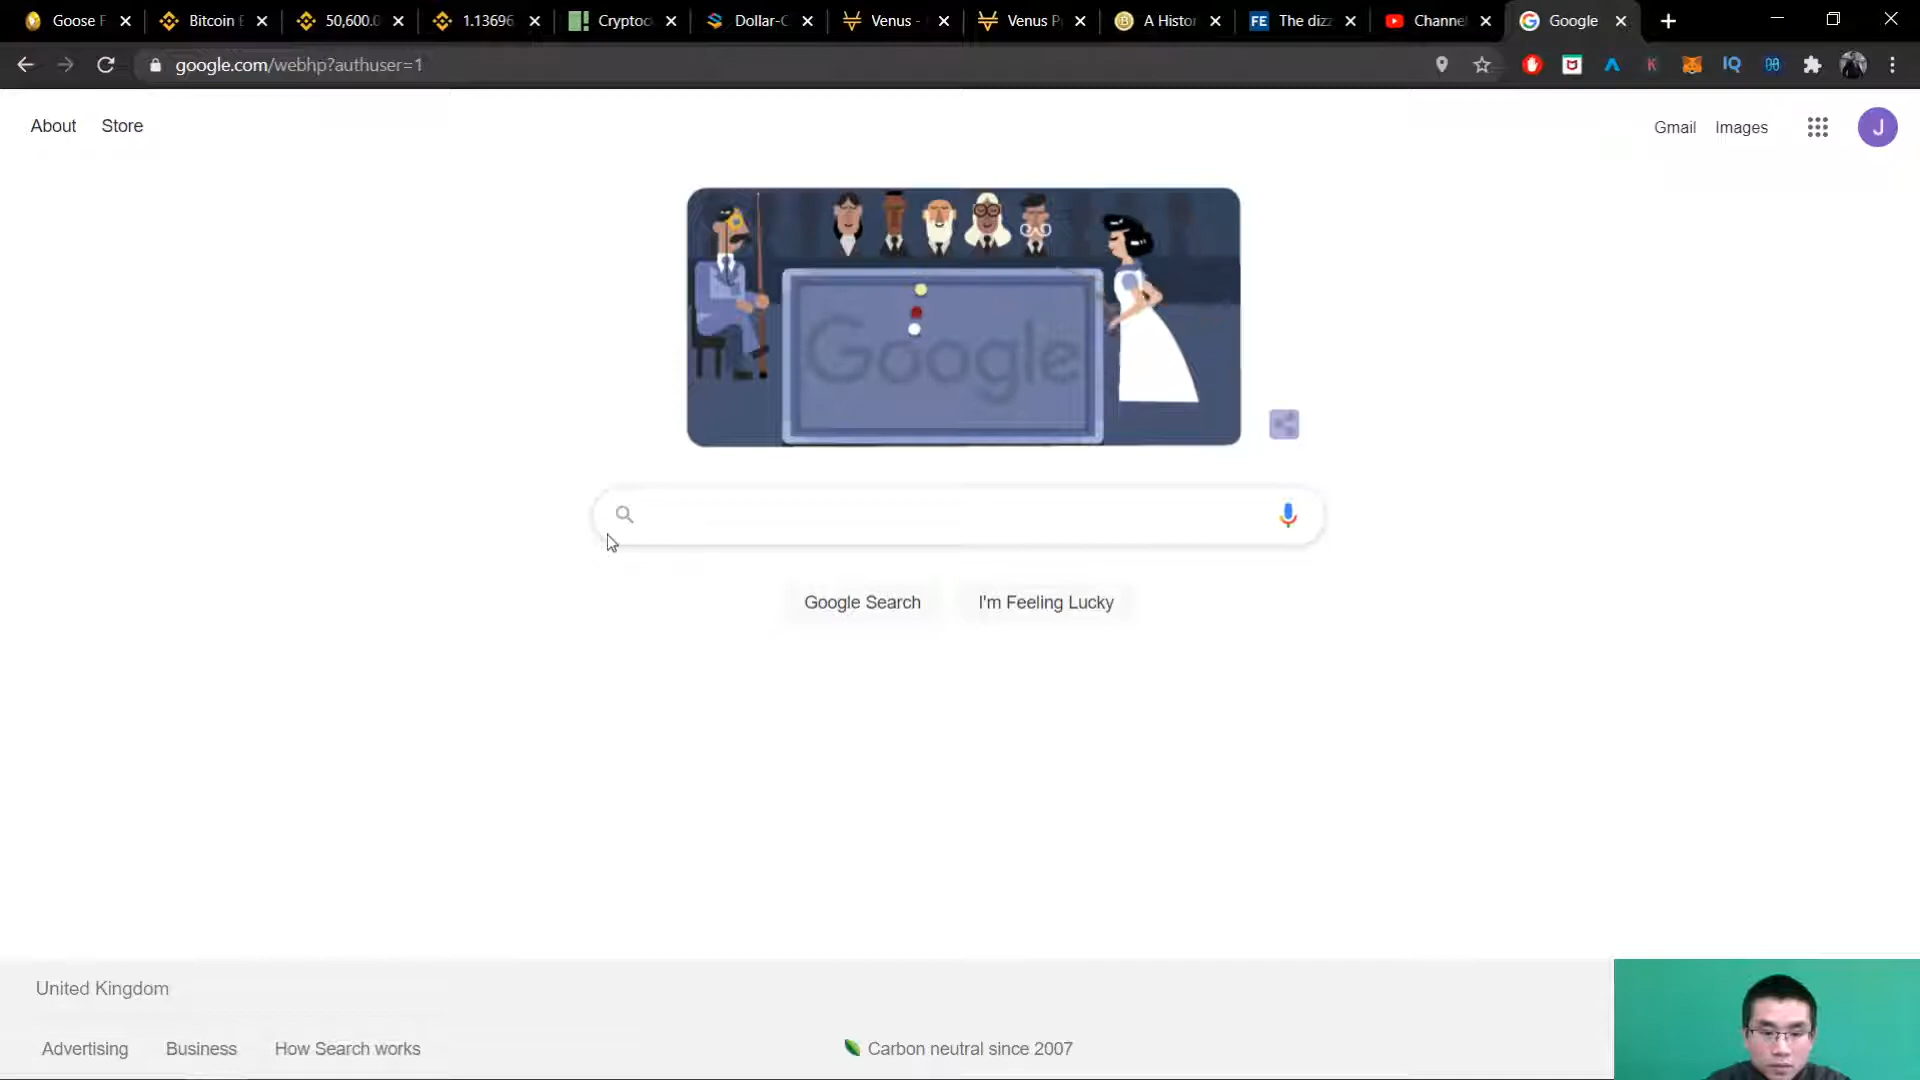 Goose F
Bitcoin
50,600.0
1.13696
Cryptoc
Dollar-C
Venus -
Venus P
A Histor
FE The dizz
Channel
Google
google.com/webhp?authuser=1
K
IQ
About Store
Gmail Images
J
Google
Google Search I'm Feeling Lucky
United Kingdom
Advertising Business How Search works Carbon neutral since 2007